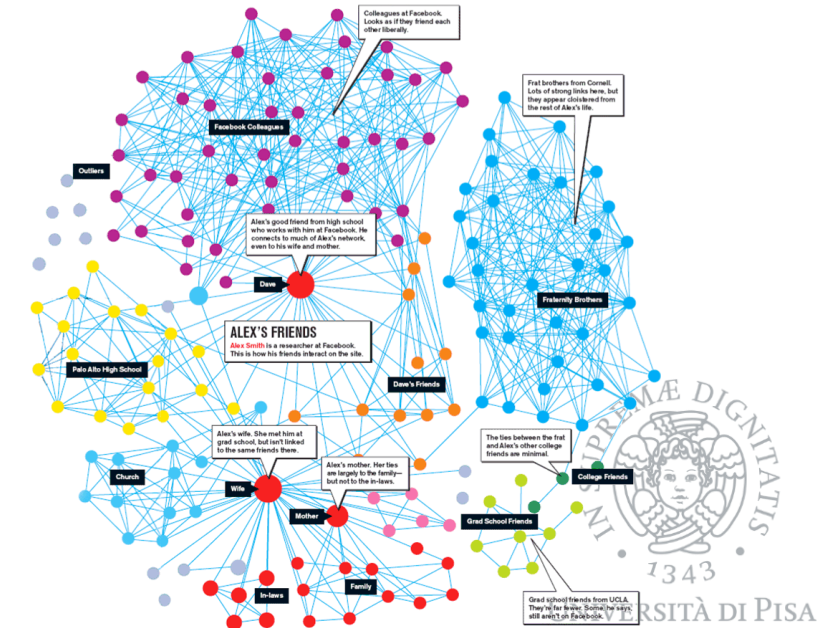 Colleagues at Facebook.
Looks as if they friend each
other liberally.
Frat brothers from Cornell.
Lots of strong links here, but
they appear cloistered from
the rest of Alex's life.
Facebook Colleagues
Outliers
Alex's good friend from high school
who works with him at Facebook. He
connects to much of Alex's network,
even to his wife and mother.
Dave
Fraternity Brothers
ALEX'S FRIENDS
Alex Smith is a researcher at Facebook.
This is how his friends interact on the site.
Palo Alto High School
Dave's Friends
Alex's wife. She met him at
grad school, but isn't linked
to the same friends there.
The ties between the frat
and Alex's other college
friends are minimal.
Alex's mother. Her ties
are largely to the family—
but not to the in-laws.
Church
College Friends
Wife
Mother
Grad School Friends
Family
In-laws
Grad school friends from UCLA.
They're far fewer. Some, he says,
still aren't on Facebook.
IN SUPREMÆ DIGNITATIS
1343
UNIVERSITÀ DI PISA